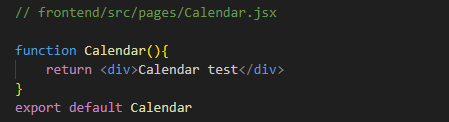 // frontend/src/pages/Calendar.jsx
function Calendar(){
    return <div>Calendar test</div>
}
export default Calendar